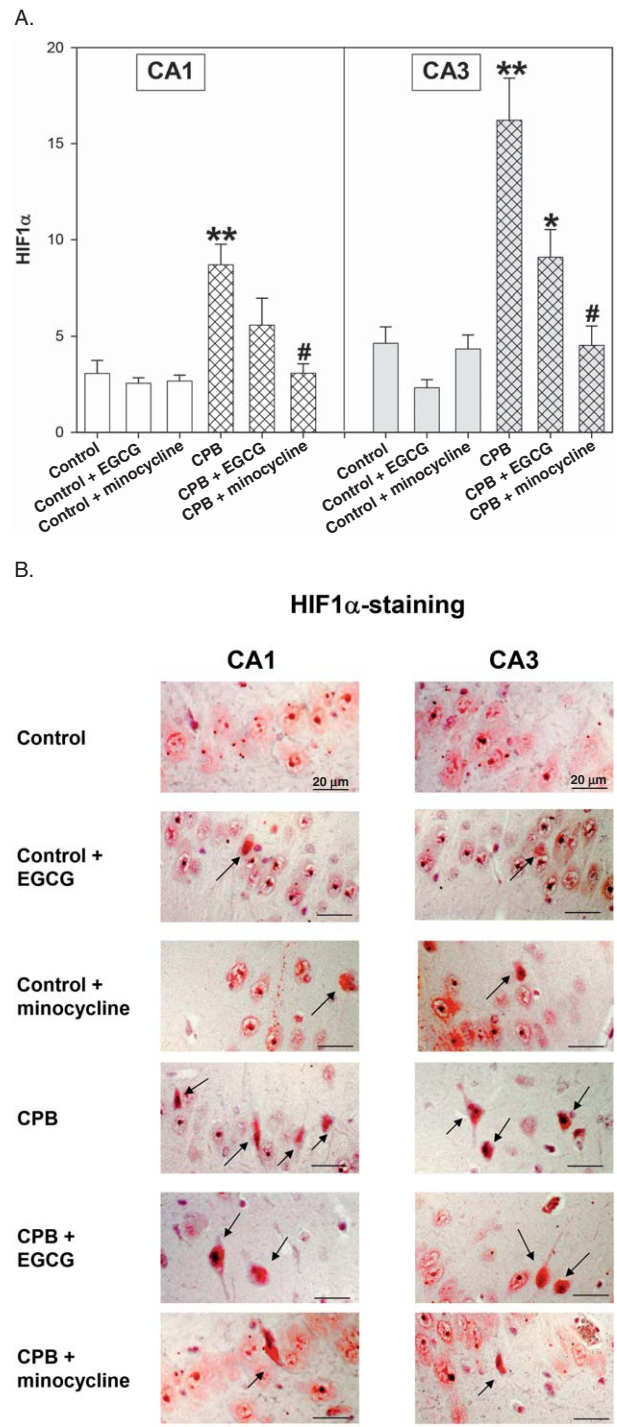 A.
20
15
10
5
0
HIF1α
CA1
CA3
**
#
**
*
#
Control
Control + EGCG
Control + minocycline
CPB
CPB + EGCG
CPB + minocycline
Control
Control + EGCG
Control + minocycline
CPB
CPB + EGCG
CPB + minocycline
B.
HIF1α-staining
CA1
CA3
Control
20 µm
20 µm
Control +
EGCG
Control +
minocycline
CPB
CPB +
EGCG
CPB +
minocycline